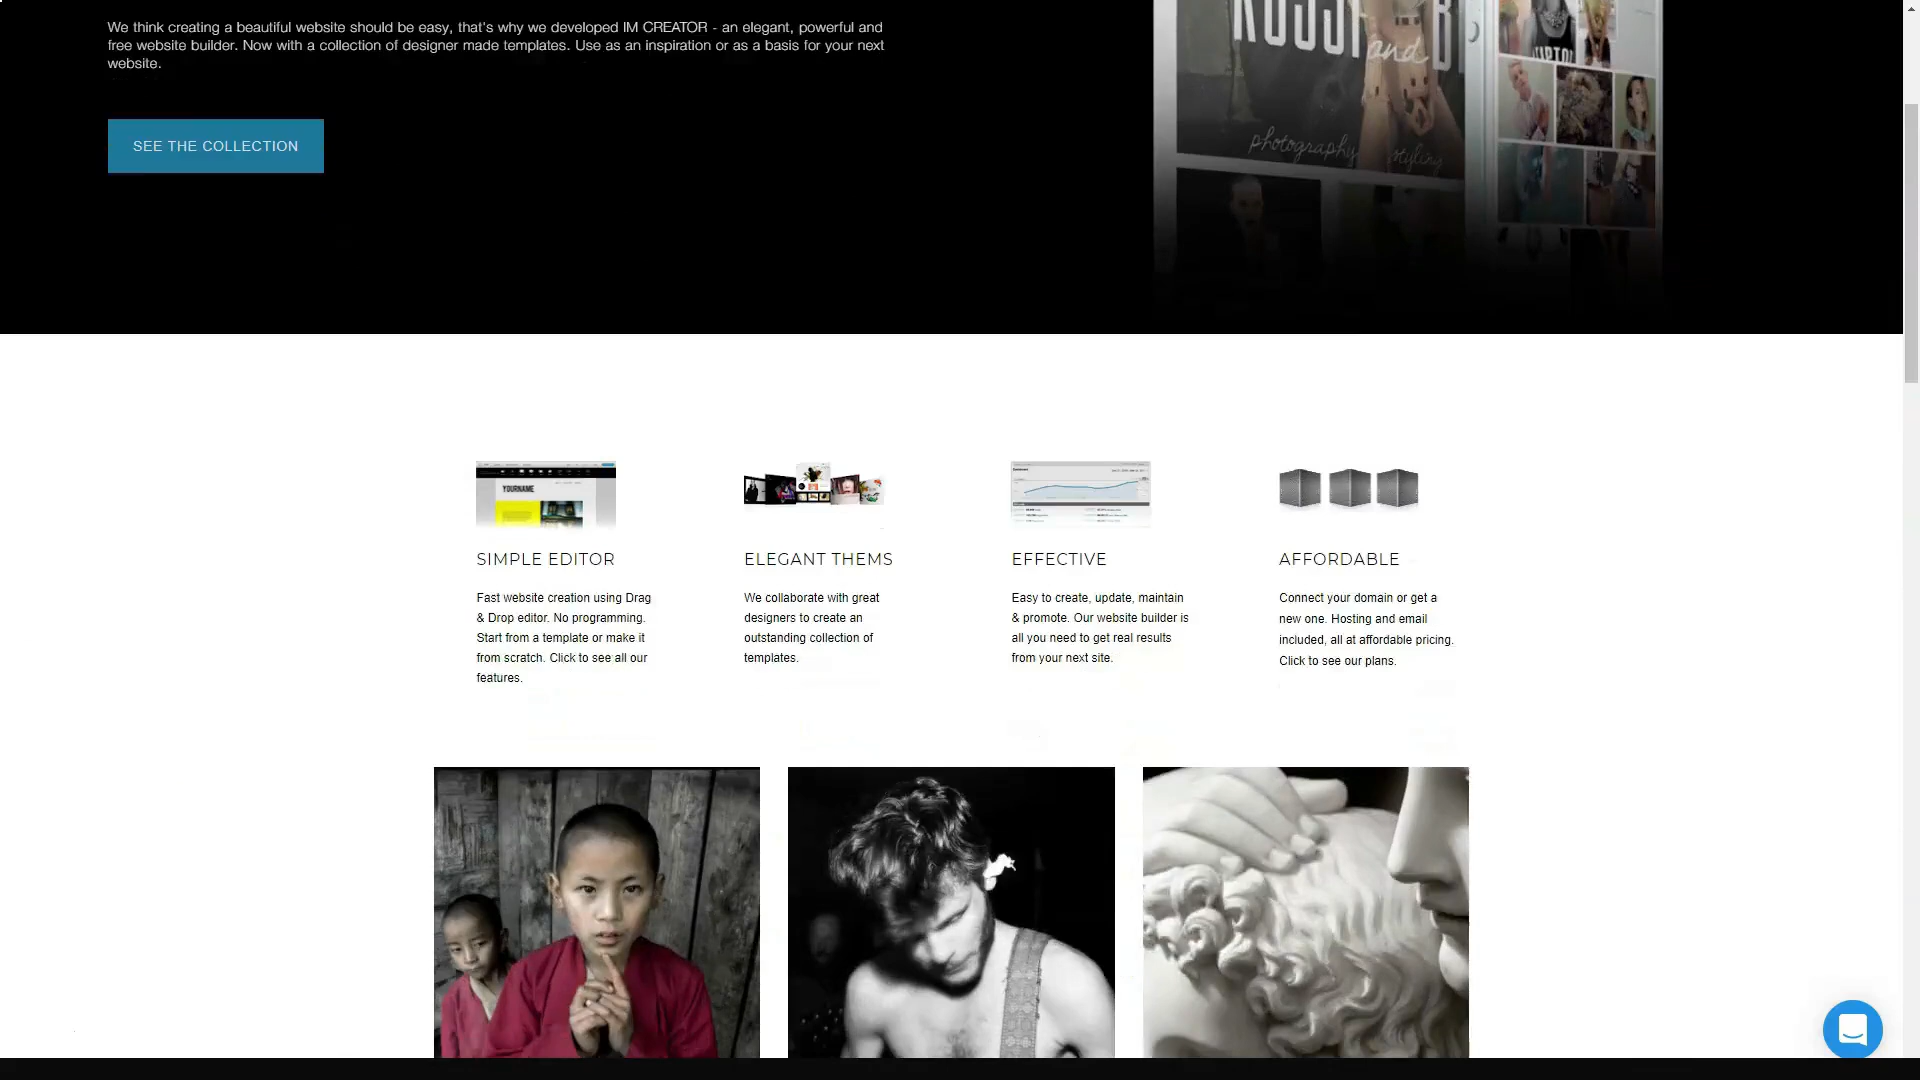 We think creating a beautiful website should be easy, that's why we developed IM CREATOR - an elegant, powerful and
free website builder. Now with a collection of designer made templates. Use as an inspiration or as a basis for your next
website.
SEE THE COLLECTION
and
photography
styling
YOURNAME
SIMPLE EDITOR
Fast website creation using Drag
& Drop editor. No programming.
Start from a template or make it
from scratch. Click to see all our
features.
ELEGANT THEMS
We collaborate with great
designers to create an
outstanding collection of
templates.
EFFECTIVE
Easy to create, update, maintain
& promote. Our website builder is
all you need to get real results
from your next site.
AFFORDABLE
Connect your domain or get a
new one. Hosting and email
included, all at affordable pricing.
Click to see our plans.